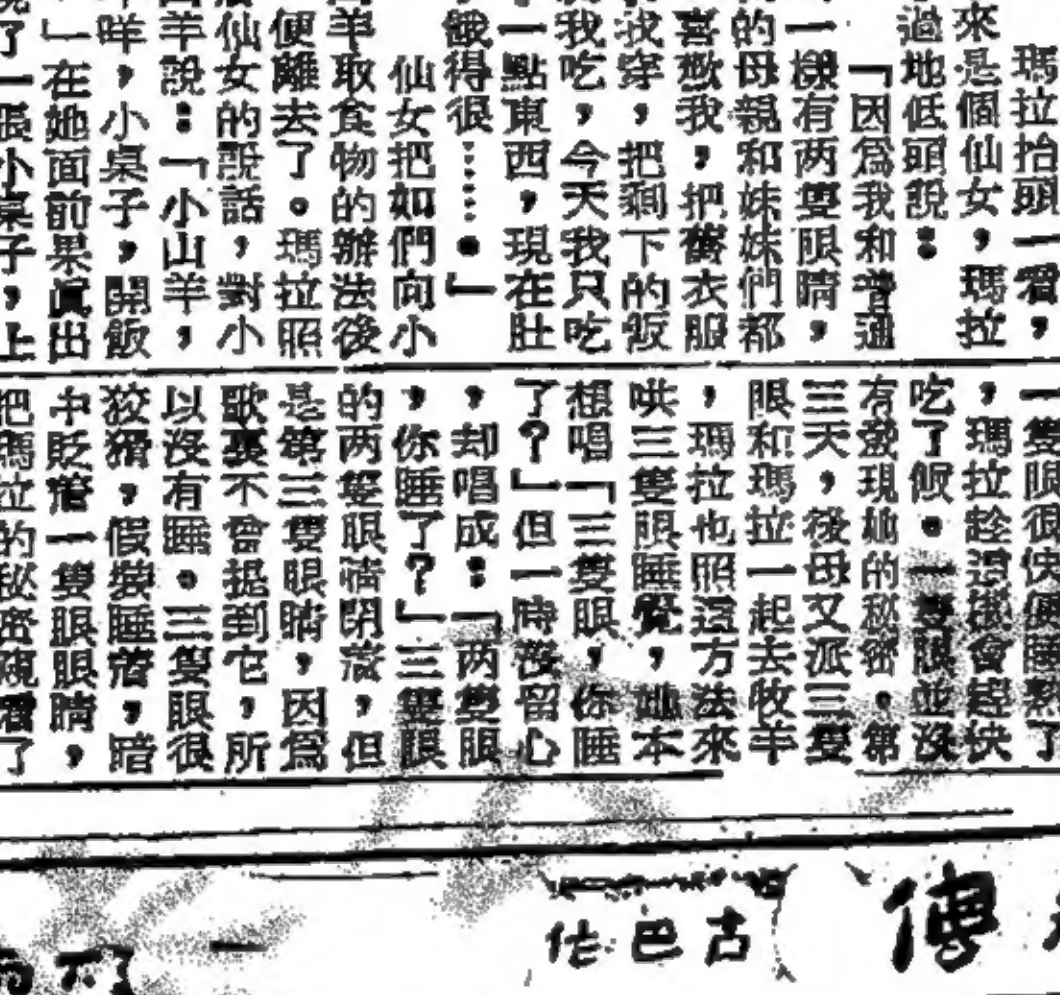 瑪拉抬頭一看，
來是個仙女，瑪拉
過地低頭說：
「因爲我和普通
一樣有两隻眼睛，
的母親和妹妹們都
喜歡我，把舊衣服
我穿，把剩下的飯
我吃，今天我只吃
一點東西，現在肚
餓得很……。」
仙女把如們向小
羊取食物的辦法後
便離去了。瑪拉照
仙女的說話，對小
羊說：「小山羊，
咩，小桌子，開飯
」在她面前果眞出
了一張小桌子，上
一隻眼很快便睡熟了
，瑪拉趁這機會趕快
吃了飯。一隻眼並沒
有發現她的秘密。第
三天，後母又派三隻
眼和瑪拉一起去牧羊
，瑪拉也照這方法來
哄三隻眼睡覺，她本
想唱「三隻眼，你睡
了？」但一時沒留心
，却唱成：「两隻眼
，你睡了？」三隻眼
的两隻眼睛閉着，但
是第三隻眼睛，因爲
歌裏不曾提到它，所
以沒有睡。三隻眼很
狡猾，假裝睡着，暗
中眨着一隻眼眼睛，
把瑪拉的秘密窺看了
傳
古巴作